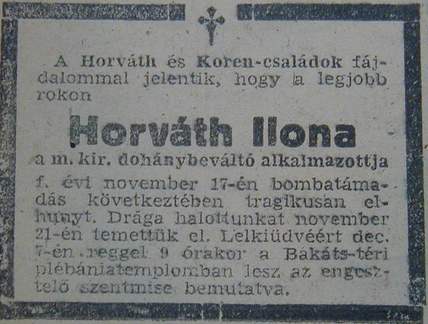 A Horváth és Koren-családok fáj-
dalommal jelentik, hogy a legjobb
rokon
Horváth Ilona
a m. kir. dohánybeváltó alkalmazottja
f. évi november 17-én bombatáma-
dás következtében tragikusan el-
hunyt. Drága halottunkat november
21-én temettük el. Lelkiüdvéért dec.
7-én reggel 9 órakor a Bakáts-téri
plébániatemplomban lesz az engesz-
telő szentmise bemutatva.